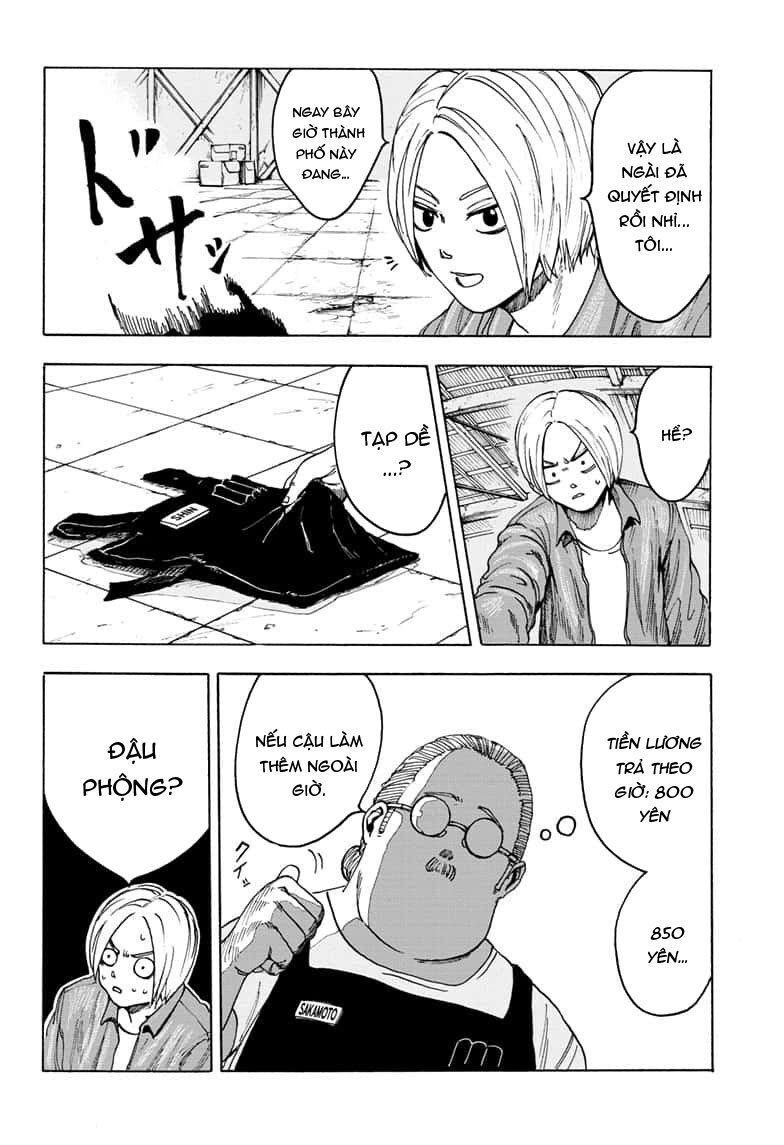 VẬY LÀ
NGÀI ĐÃ
QUYẾT ĐỊNH
RỒI NHỈ...
TÔI...
NGAY BÂY
GIỜ THÀNH
PHỐ NÀY
ĐANG...
ドサッ
HỀ?
TẠP DỀ
...?
SHIN
TIỀN LƯƠNG
TRẢ THEO
GIỜ: 800
YÊN
850
YÊN...
NẾU CẬU LÀM
THÊM NGOÀI
GIỜ.
クイッ
SAKAMOTO
ĐẬU
PHỘNG?